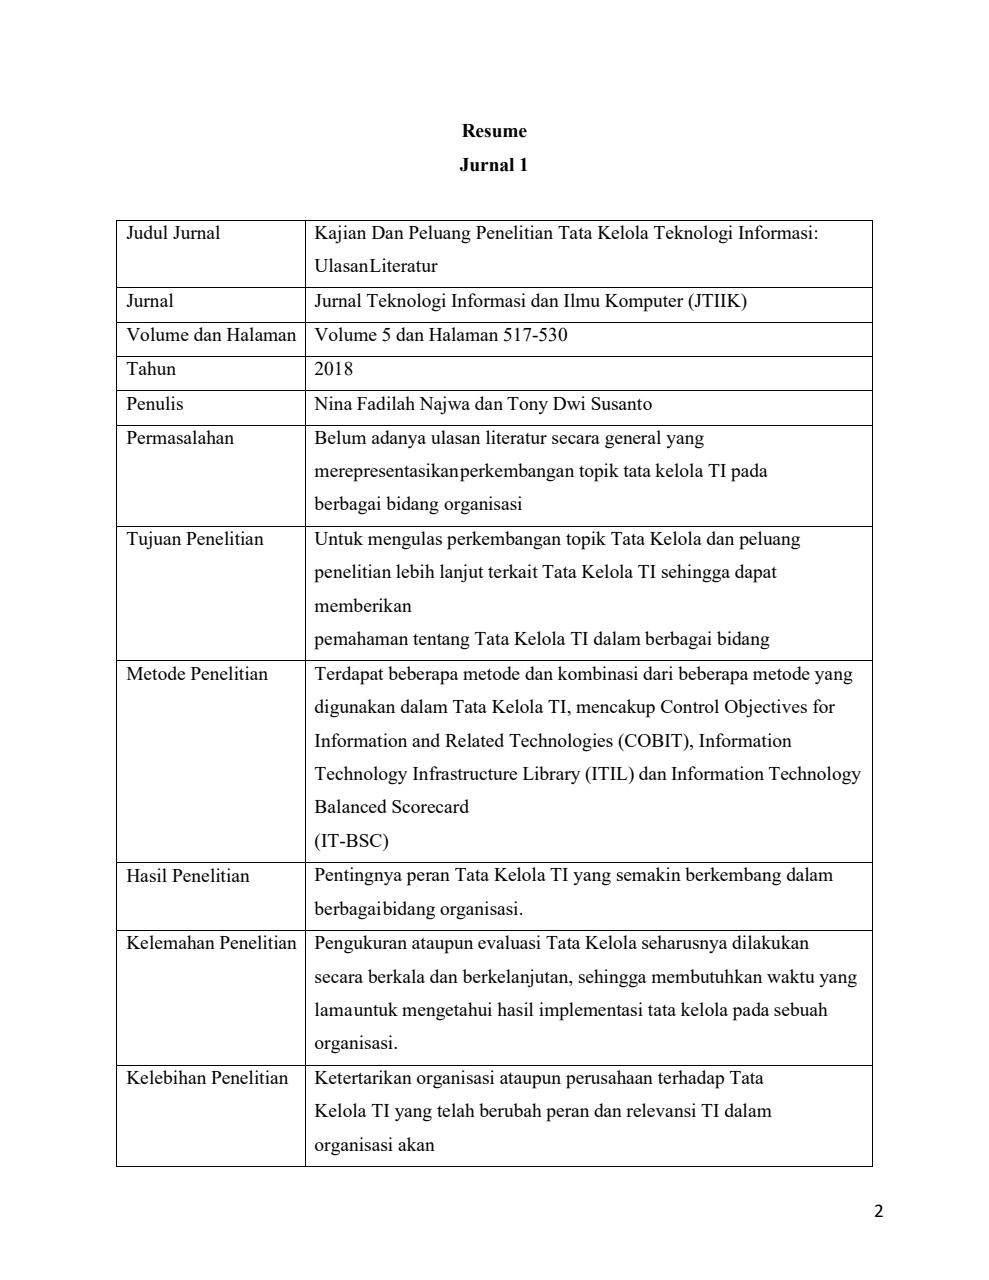 Resume
Jurnal 1
Judul Jurnal
Kajian Dan Peluang Penelitian Tata Kelola Teknologi Informasi:
UlasanLiteratur
Jurnal
Jurnal Teknologi Informasi dan Ilmu Komputer (JTIIK)
Volume dan Halaman
Volume 5 dan Halaman 517-530
Tahun
2018
Penulis
Nina Fadilah Najwa dan Tony Dwi Susanto
Permasalahan
Belum adanya ulasan literatur secara general yang
merepresentasikanperkembangan topik tata kelola TI pada
berbagai bidang organisasi
Tujuan Penelitian
Untuk mengulas perkembangan topik Tata Kelola dan peluang
penelitian lebih lanjut terkait Tata Kelola TI sehingga dapat
memberikan
pemahaman tentang Tata Kelola TI dalam berbagai bidang
Metode Penelitian
Terdapat beberapa metode dan kombinasi dari beberapa metode yang
digunakan dalam Tata Kelola TI, mencakup Control Objectives for
Information and Related Technologies (COBIT), Information
Technology Infrastructure Library (ITIL) dan Information Technology
Balanced Scorecard
(IT-BSC)
Hasil Penelitian
Pentingnya peran Tata Kelola TI yang semakin berkembang dalam
berbagaibidang organisasi.
Kelemahan Penelitian
Pengukuran ataupun evaluasi Tata Kelola seharusnya dilakukan
secara berkala dan berkelanjutan, sehingga membutuhkan waktu yang
lamauntuk mengetahui hasil implementasi tata kelola pada sebuah
organisasi.
Kelebihan Penelitian
Ketertarikan organisasi ataupun perusahaan terhadap Tata
Kelola TI yang telah berubah peran dan relevansi TI dalam
organisasi akan
2